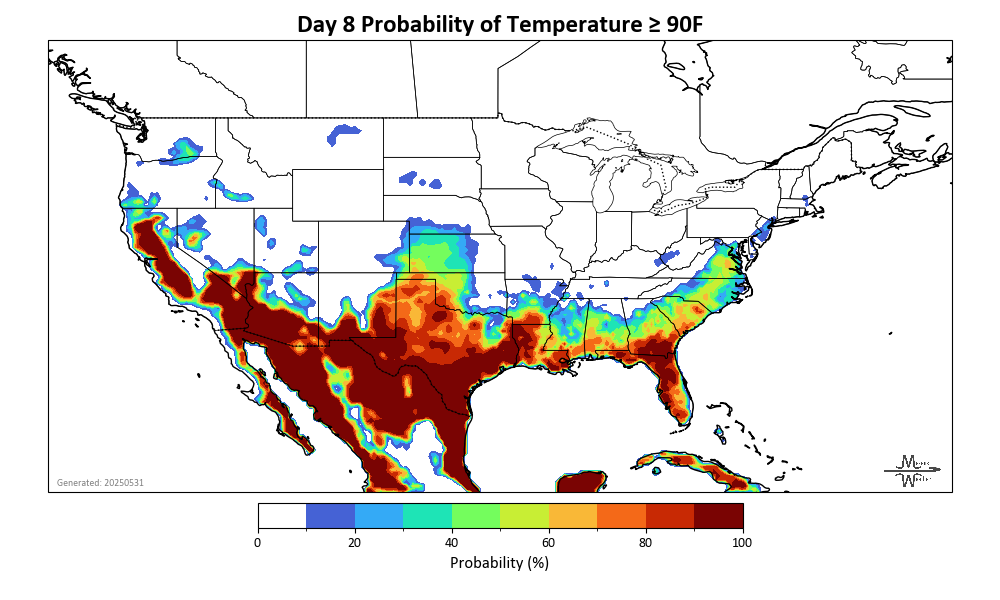 Day 8 Probability of Temperature ≥ 90F
Generated: 20250531
0 20 40 60 80 100
Probability (%)